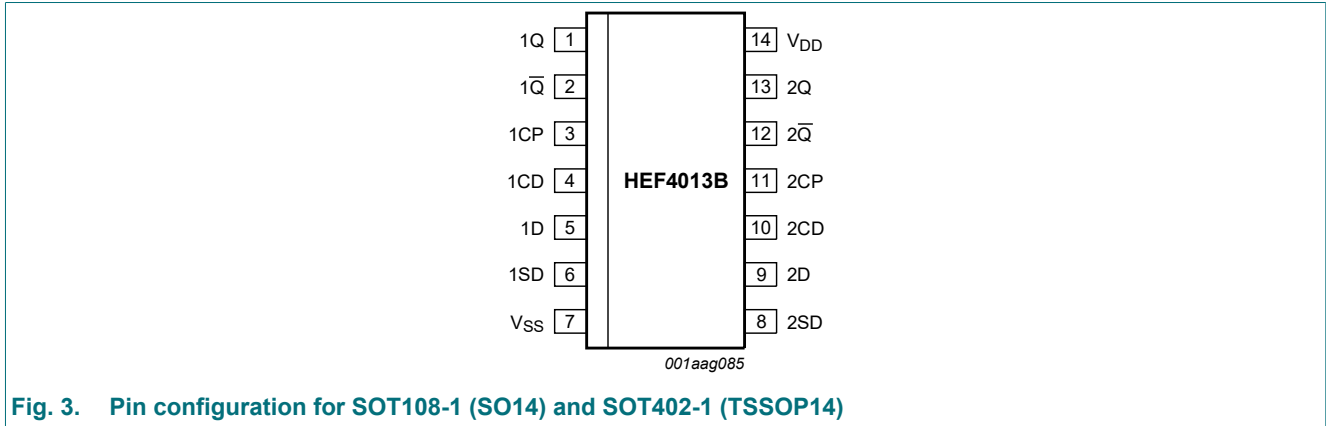 1Q 1 14 VDD
1Q̅ 2 13 2Q
1CP 3 12 2Q̅
1CD 4 HEF4013B 11 2CP
1D 5 10 2CD
1SD 6 9 2D
VSS 7 8 2SD
001aag085
Fig. 3. Pin configuration for SOT108-1 (SO14) and SOT402-1 (TSSOP14)